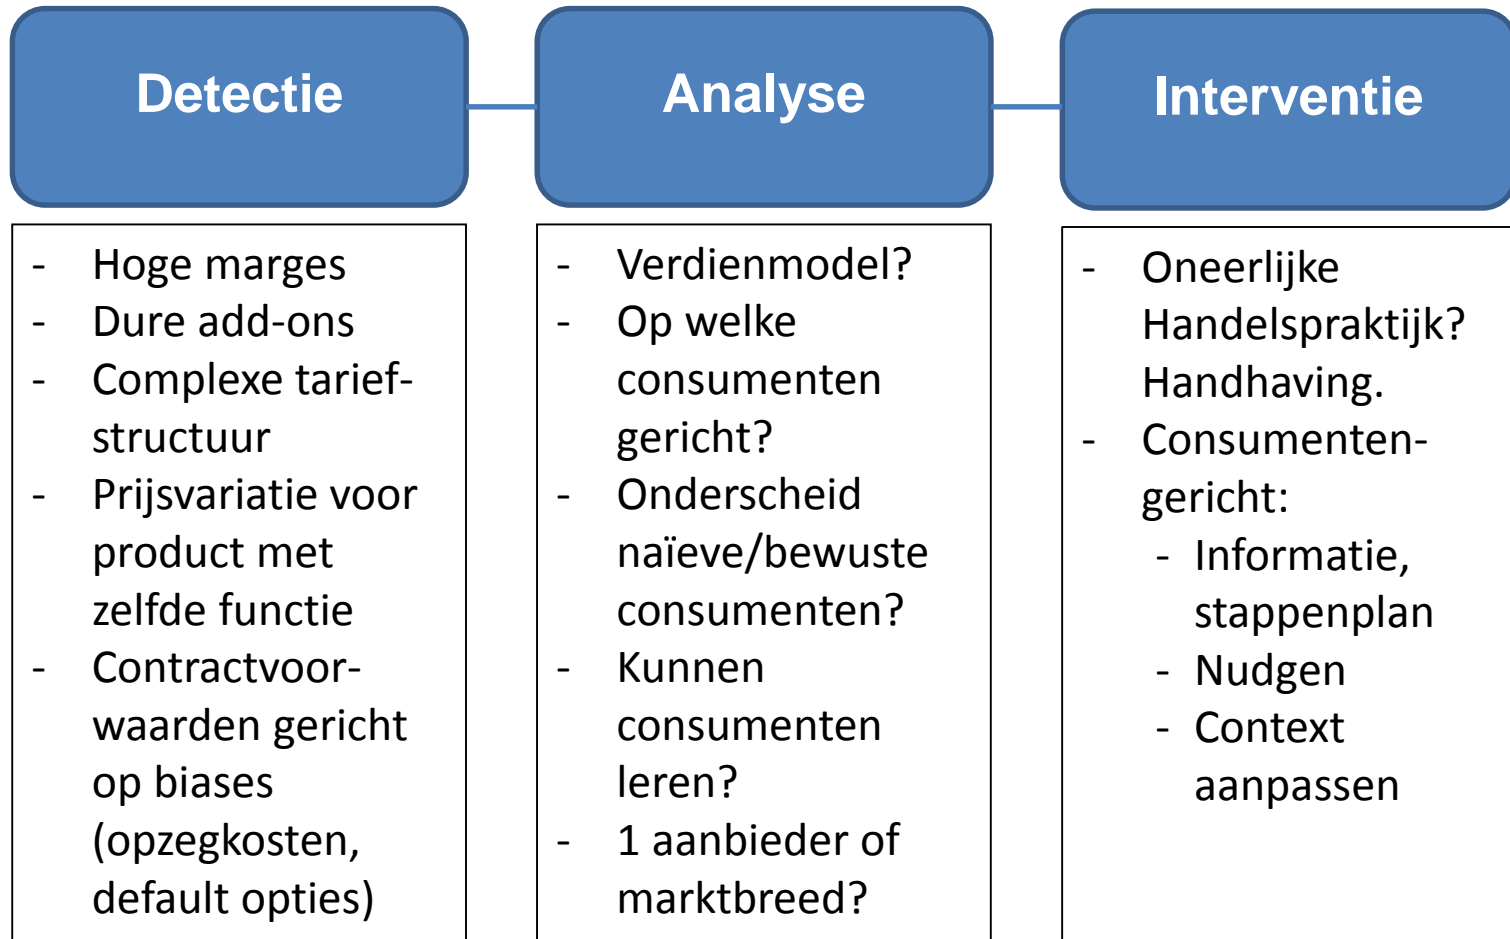 Detectie
- Hoge marges
- Dure add-ons
- Complexe tarief-
structuur
- Prijsvariatie voor
product met
zelfde functie
- Contractvoor-
waarden gericht
op biases
(opzegkosten,
default opties)
Analyse
- Verdienmodel?
- Op welke
consumenten
gericht?
- Onderscheid
naïeve/bewuste
consumenten?
- Kunnen
consumenten
leren?
- 1 aanbieder of
marktbreed?
Interventie
- Oneerlijke
Handelspraktijk?
Handhaving.
- Consumenten-
gericht:
- Informatie,
stappenplan
- Nudgen
- Context
aanpassen